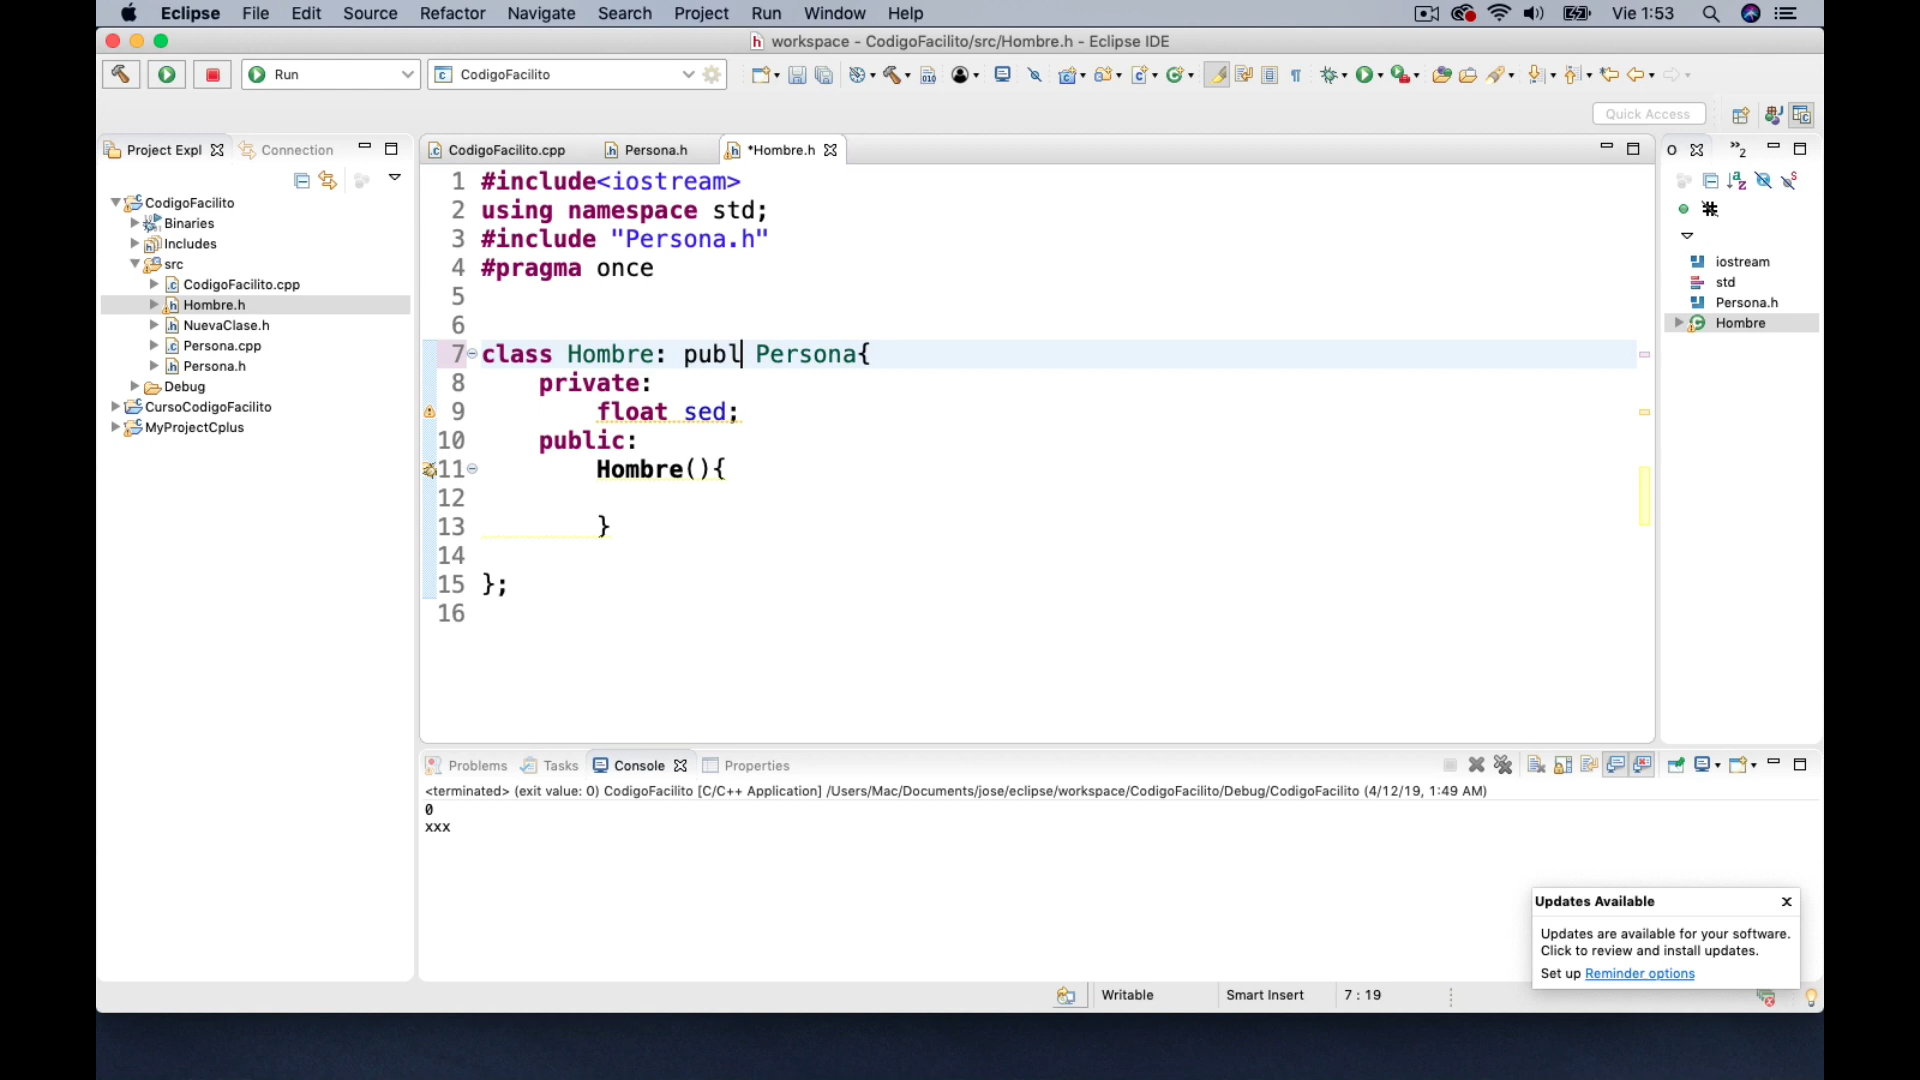 Eclipse File Edit Source Refactor Navigate Search Project Run Window Help Vie 1:53
workspace - CodigoFacilito/src/Hombre.h - Eclipse IDE
Run CodigoFacilito
Quick Access
Project Expl Connection
CodigoFacilito.cpp Persona.h *Hombre.h
CodigoFacilito
Binaries
Includes
src
CodigoFacilito.cpp
Hombre.h
NuevaClase.h
Persona.cpp
Persona.h
Debug
CursoCodigoFacilito
MyProjectCplus
1 #include<iostream>
2 using namespace std;
3 #include "Persona.h"
4 #pragma once
5
6
7 class Hombre: publ Persona{
8 private:
9 float sed;
10 public:
11 Hombre(){
12
13 }
14
15 };
16
O
2
iostream
std
Persona.h
Hombre
Problems Tasks Console Properties
<terminated> (exit value: 0) CodigoFacilito [C/C++ Application] /Users/Mac/Documents/jose/eclipse/workspace/CodigoFacilito/Debug/CodigoFacilito (4/12/19, 1:49 AM)
0
xxx
Updates Available
Updates are available for your software.
Click to review and install updates.
Set up Reminder options
Writable Smart Insert 7 : 19